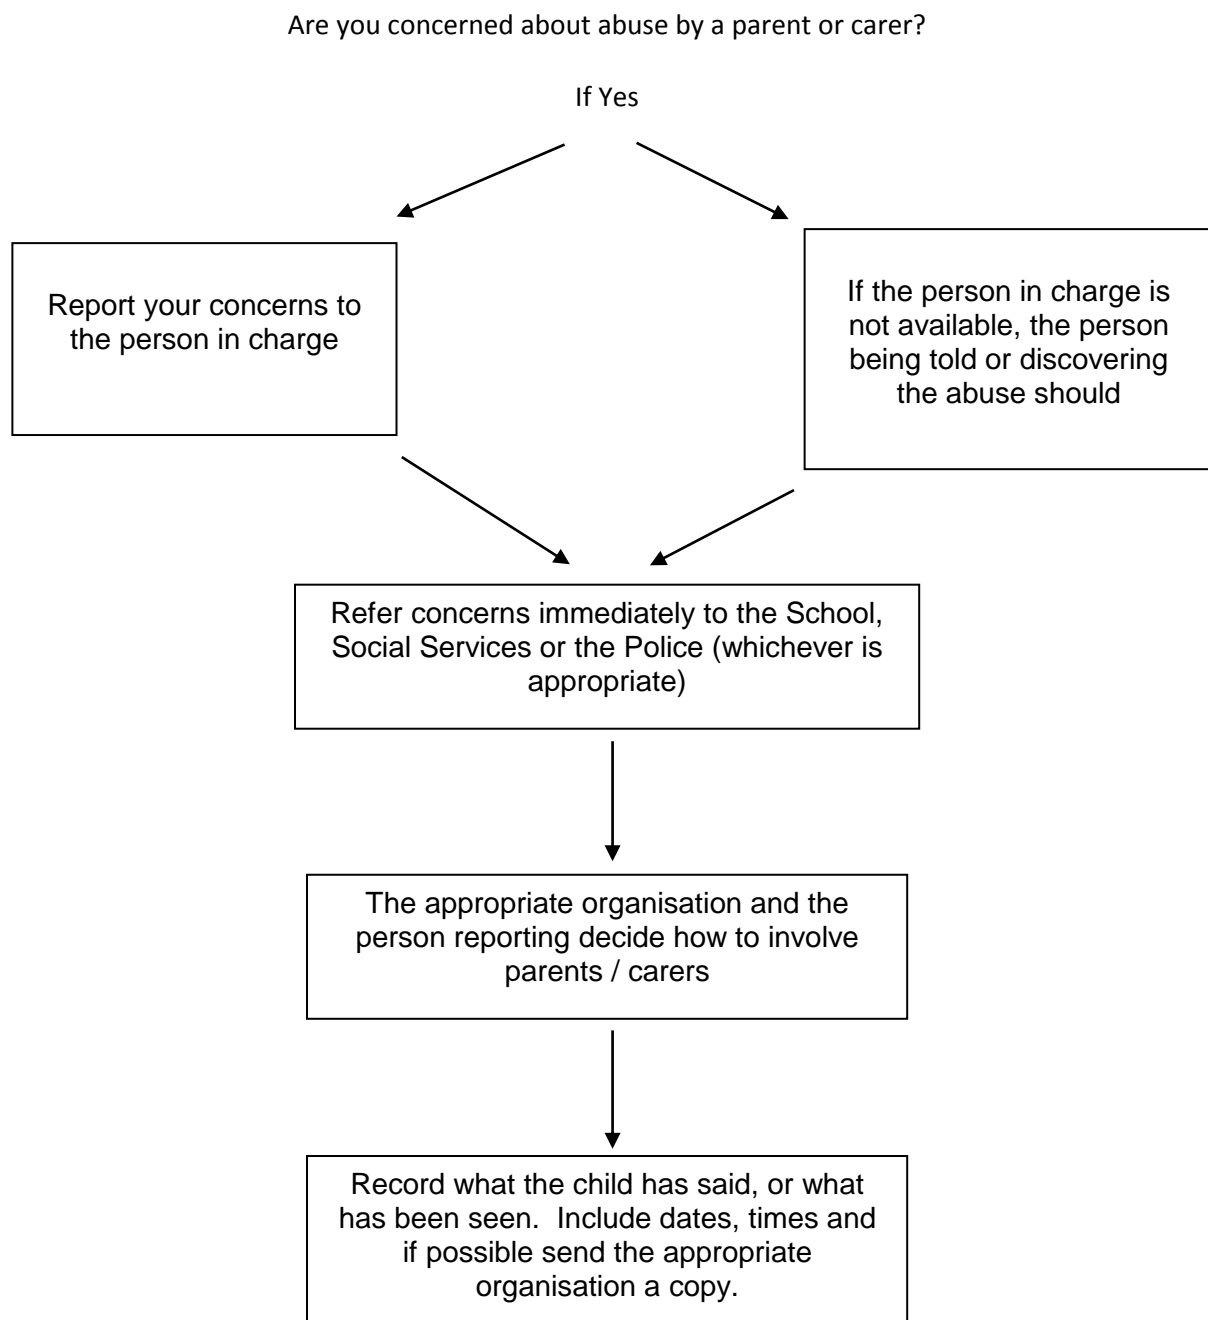 Are you concerned about abuse by a parent or carer?
If Yes
Report your concerns to
the person in charge
If the person in charge is
not available, the person
being told or discovering
the abuse should
Refer concerns immediately to the School,
Social Services or the Police (whichever is
appropriate)
The appropriate organisation and the
person reporting decide how to involve
parents / carers
Record what the child has said, or what
has been seen.  Include dates, times and
if possible send the appropriate
organisation a copy.